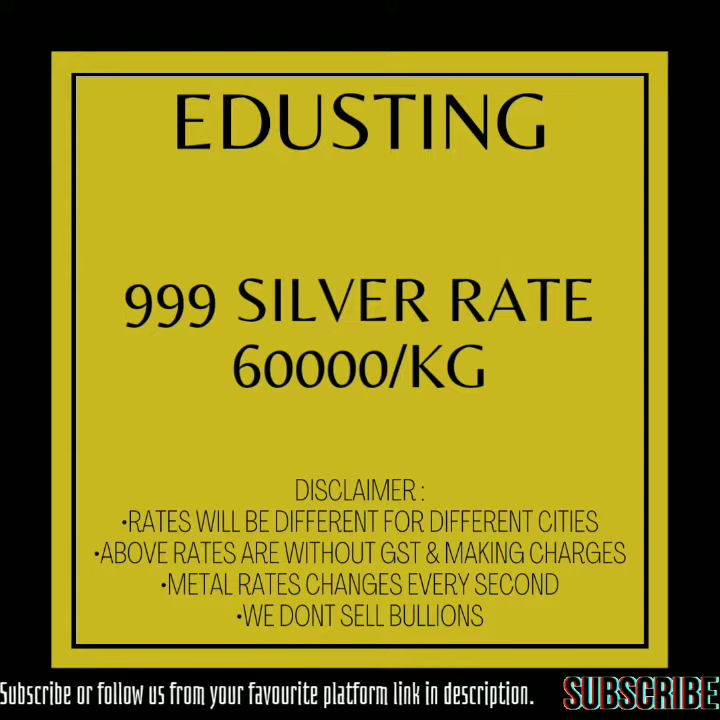 EDUSTING
999 SILVER RATE
60000/KG
DISCLAIMER :
•RATES WILL BE DIFFERENT FOR DIFFERENT CITIES
•ABOVE RATES ARE WITHOUT GST & MAKING CHARGES
•METAL RATES CHANGES EVERY SECOND
•WE DONT SELL BULLIONS
Subscribe or follow us from your favourite platform link in description.
SUBSCRIBE